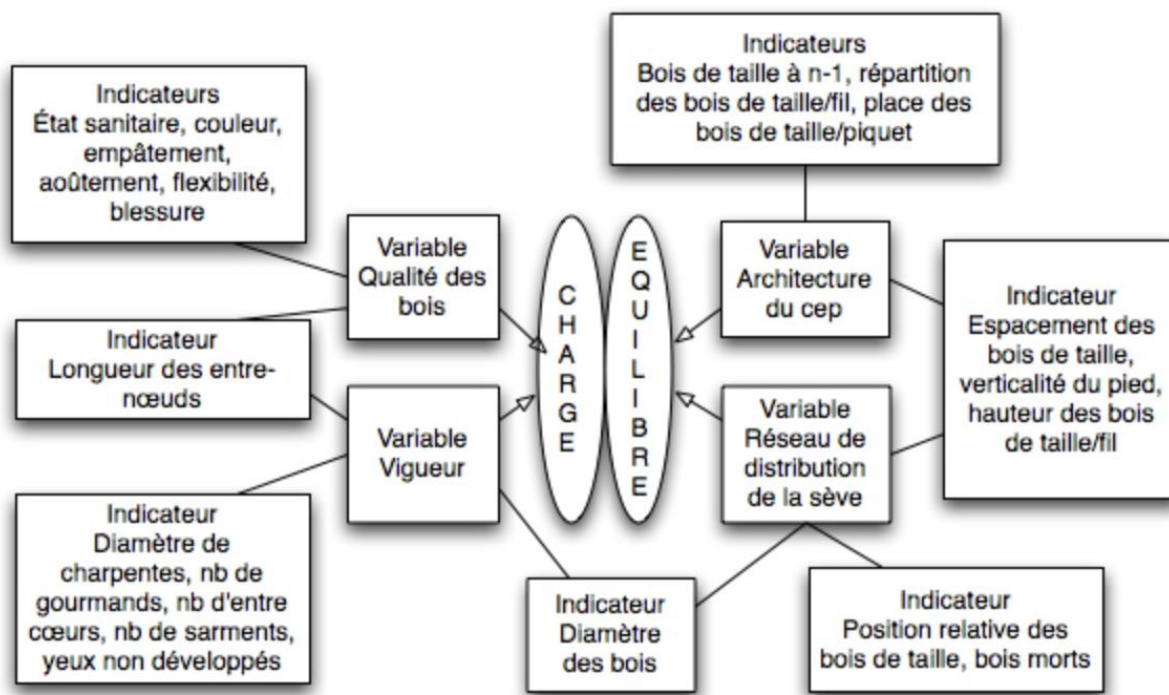 Indicateurs
État sanitaire, couleur,
empâtement,
aoûtement, flexibilité,
blessure
Indicateurs
Bois de taille à n-1, répartition
des bois de taille/fil, place des
bois de taille/piquet
Variable
Qualité des
bois
CHARGE
EQUILIBRE
Variable
Architecture
du cep
Indicateur
Longueur des entre-
nœuds
Indicateur
Espacement des
bois de taille,
verticalité du pied,
hauteur des bois
de taille/fil
Variable
Vigueur
Variable
Réseau de
distribution
de la sève
Indicateur
Diamètre de
charpentes, nb de
gourmands, nb d'entre
cœurs, nb de sarments,
yeux non développés
Indicateur
Diamètre
des bois
Indicateur
Position relative des
bois de taille, bois morts